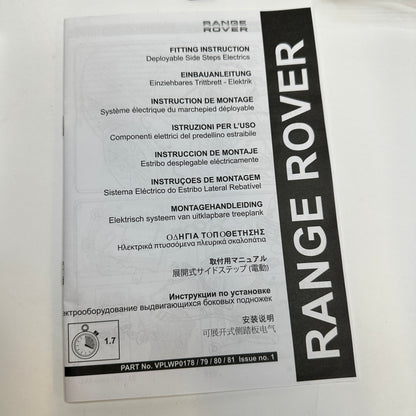 RANGE
ROVER
FITTING INSTRUCTION
Deployable Side Steps Electrics
EINBAUANLEITUNG
Einziehbares Trittbrett - Elektrik
INSTRUCTION DE MONTAGE
Système électrique du marchepied déployable
ISTRUZIONI PER L'USO
Componenti elettrici del predellino estraibile
INSTRUCCION DE MONTAJE
Estribo desplegable eléctricamente
INSTRUÇOES DE MONTAGEM
Sistema Eléctrico do Estribo Lateral Rebatível
MONTAGEHANDLEIDING
Elektrisch systeem van uitklapbare treeplank
ΟΔΗΓΙΑ ΤΟΠΟΘΕΤΗΣΗΣ
Ηλεκτρικά πτυσσόμενα πλευρικά σκαλοπάτια
取付用マニュアル
展開式サイドステップ (電動)
Инструкции по установке
ектрооборудование выдвигающихся боковых подножек
安装说明
可展开式侧踏板电气
1.7
PART No. VPLWP0178 / 79 / 80 / 81 Issue no. 1
RANGE ROVER